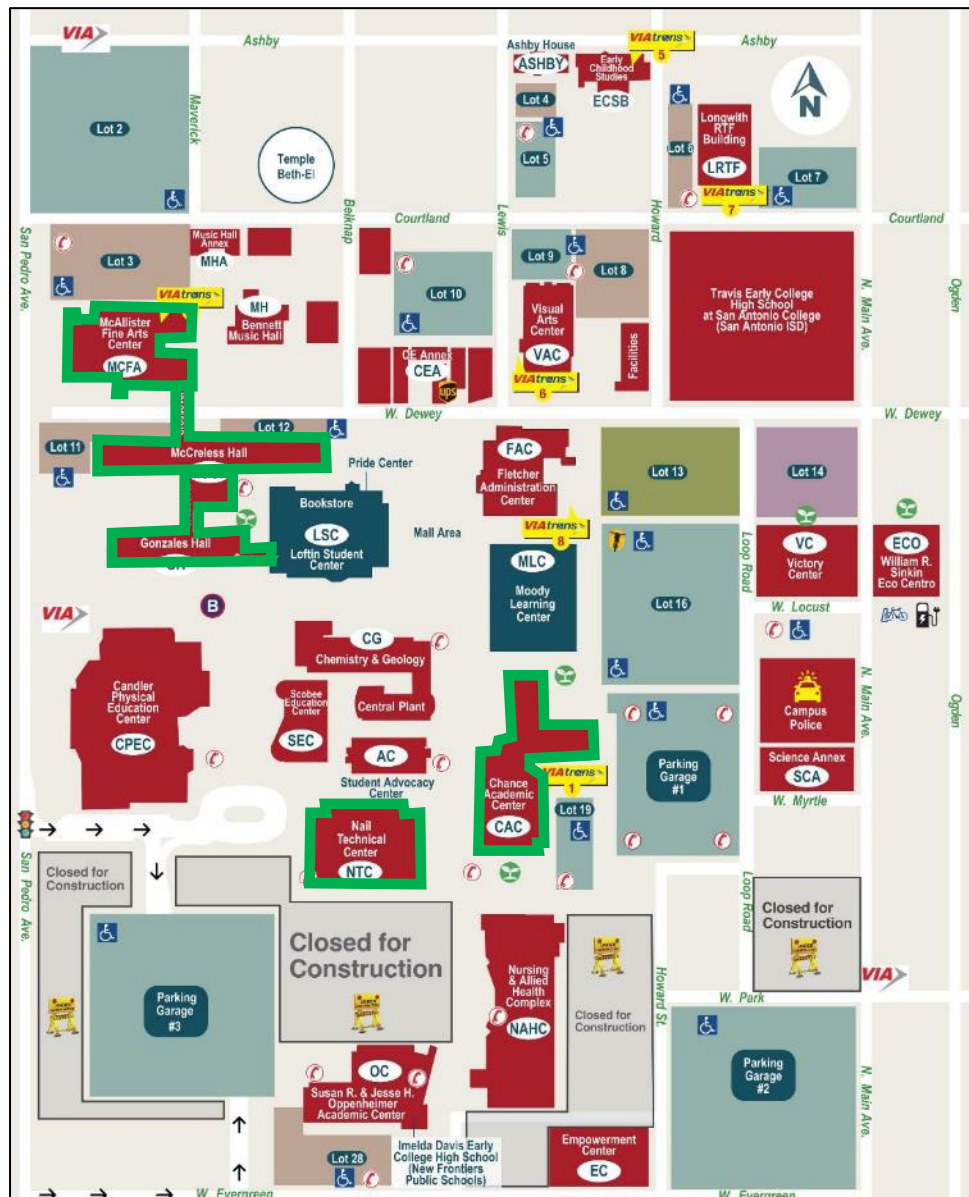 VIA
Ashby
Ashby House
ASHBY
Early
Childhood
Studies
ECSB
VIAtrans
5
Ashby
N
Lot 2
Maverick
Temple
Beth-El
Lot 4
Lot 5
Lot 6
Longwith
RTF
Building
LRTF
VIAtrans
7
Lot 7
San Pedro Ave.
Belknap
Courtland
Lewis
Howard
Courtland
Lot 3
Music Hall
Annex
MHA
VIAtrans
McAllister
Fine Arts
Center
MCFA
MH
Bennett
Music Hall
Lot 10
CE Annex
CEA
ups
Lot 9
Lot 8
Visual
Arts
Center
VAC
VIAtrans
6
Facilities
Travis Early College
High School
at San Antonio College
(San Antonio ISD)
N. Main Ave.
Ogden
W. Dewey
W. Dewey
Lot 11
Lot 12
McCreless Hall
Pride Center
Bookstore
LSC
Loftin Student
Center
Mall Area
Gonzales Hall
FAC
Fletcher
Administration
Center
VIAtrans
8
MLC
Moody
Learning
Center
Lot 13
Lot 14
Lot 16
Loop Road
VC
Victory
Center
ECO
William R.
Sinkin
Eco Centro
W. Locust
B
VIA
Candler
Physical
Education
Center
CPEC
CG
Chemistry & Geology
Scobee
Education
Center
SEC
Central Plant
AC
Student Advocacy
Center
Chance
Academic
Center
CAC
VIAtrans
1
Lot 19
Parking
Garage
#1
Campus
Police
Science Annex
SCA
W. Myrtle
N. Main Ave.
Ogden
Nail
Technical
Center
NTC
San Pedro Ave.
Closed for
Construction
Closed for
Construction
Parking
Garage
#3
Nursing
& Allied
Health
Complex
NAHC
Closed for
Construction
Howard St.
Loop Road
Closed for
Construction
VIA
W. Park
Parking
Garage
#2
N. Main Ave.
OC
Susan R. & Jesse H.
Oppenheimer
Academic Center
Lot 28
Imelda Davis Early
College High School
(New Frontiers
Public Schools)
Empowerment
Center
EC
W. Evergreen
W. Evergreen